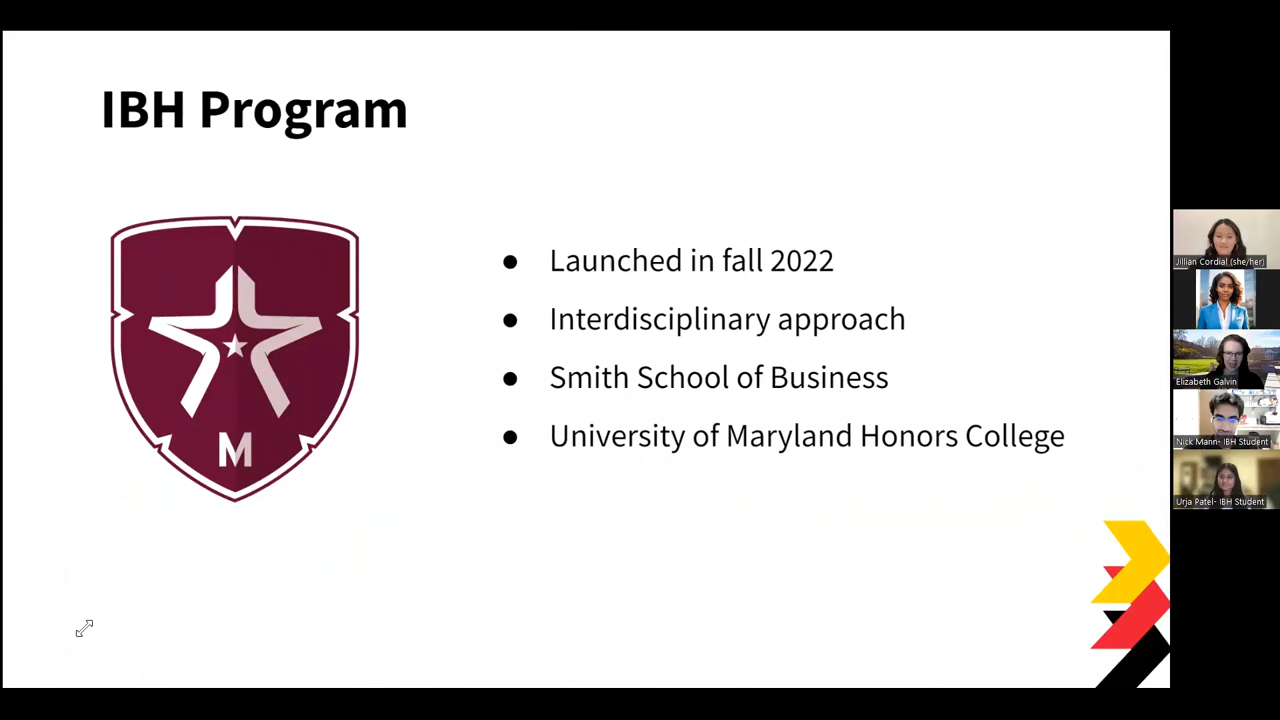 IBH Program
● Launched in fall 2022
● Interdisciplinary approach
● Smith School of Business
● University of Maryland Honors College
M
Jillian Cordial (she/her)
Elizabeth Galvin
Nick Mann- IBH Student
Urja Patel- IBH Student